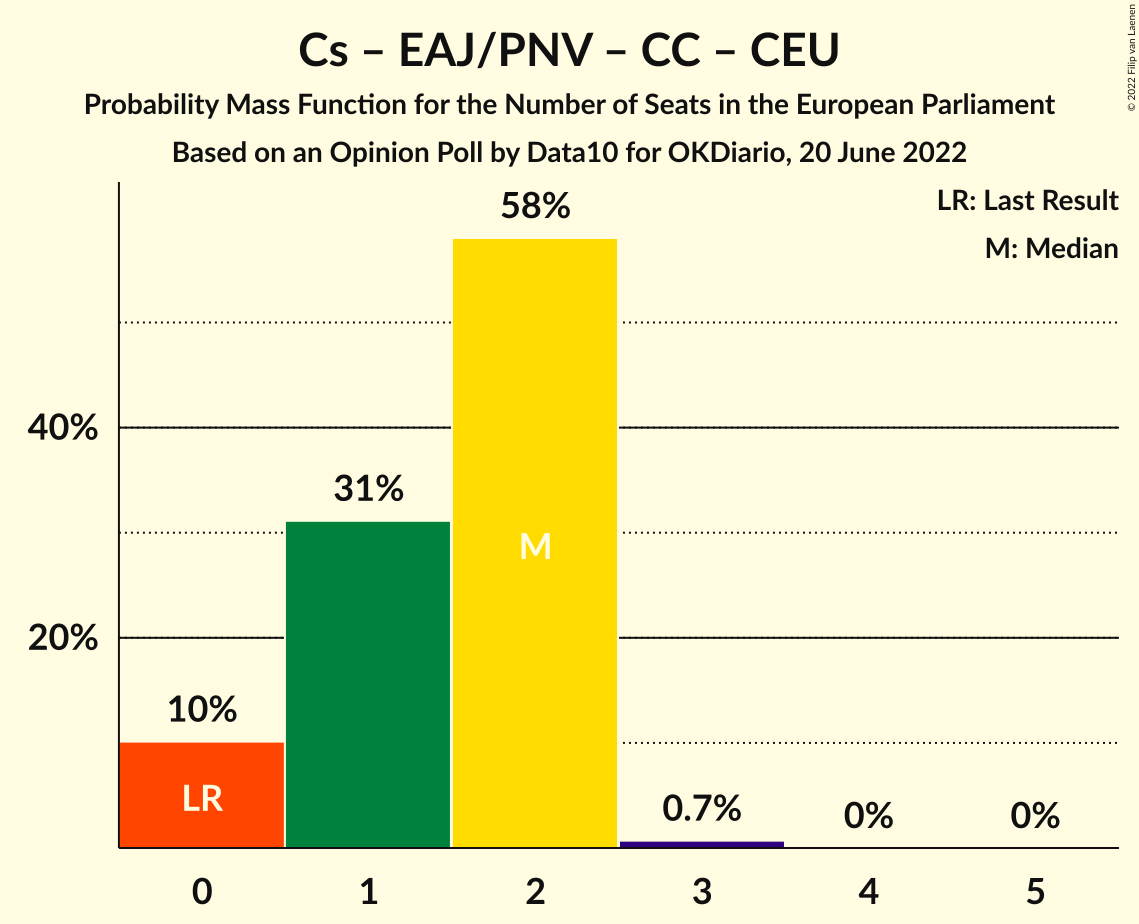 Cs – EAJ/PNV – CC – CEU
Probability Mass Function for the Number of Seats in the European Parliament
Based on an Opinion Poll by Data10 for OKDiario, 20 June 2022
© 2022 Filip van Laenen
LR: Last Result
M: Median
58%
40%
31%
M
20%
10%
LR
0.7%
0%
0%
0
1
2
3
4
5